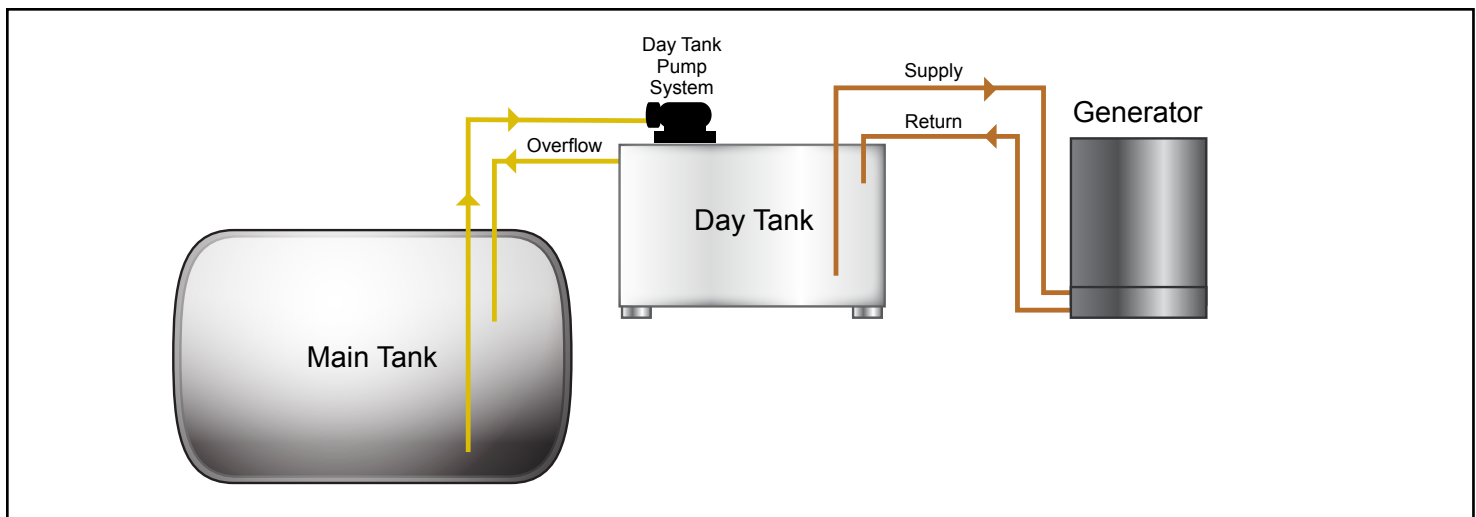 Day Tank
Pump
System
Supply
Generator
Return
Overflow
Day Tank
Main Tank